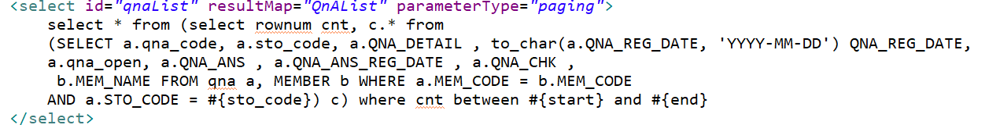 <select id="qnaList" resultMap="QnAList" parameterType="paging">
select * from (select rownum cnt, c.* from
(SELECT a.qna_code, a.sto_code, a.QNA_DETAIL , to_char(a.QNA_REG_DATE, 'YYYY-MM-DD') QNA_REG_DATE,
a.qna_open, a.QNA_ANS , a.QNA_ANS_REG_DATE , a.QNA_CHK ,
b.MEM_NAME FROM qna a, MEMBER b WHERE a.MEM_CODE = b.MEM_CODE
AND a.STO_CODE = #{sto_code}) c) where cnt between #{start} and #{end}
</select>